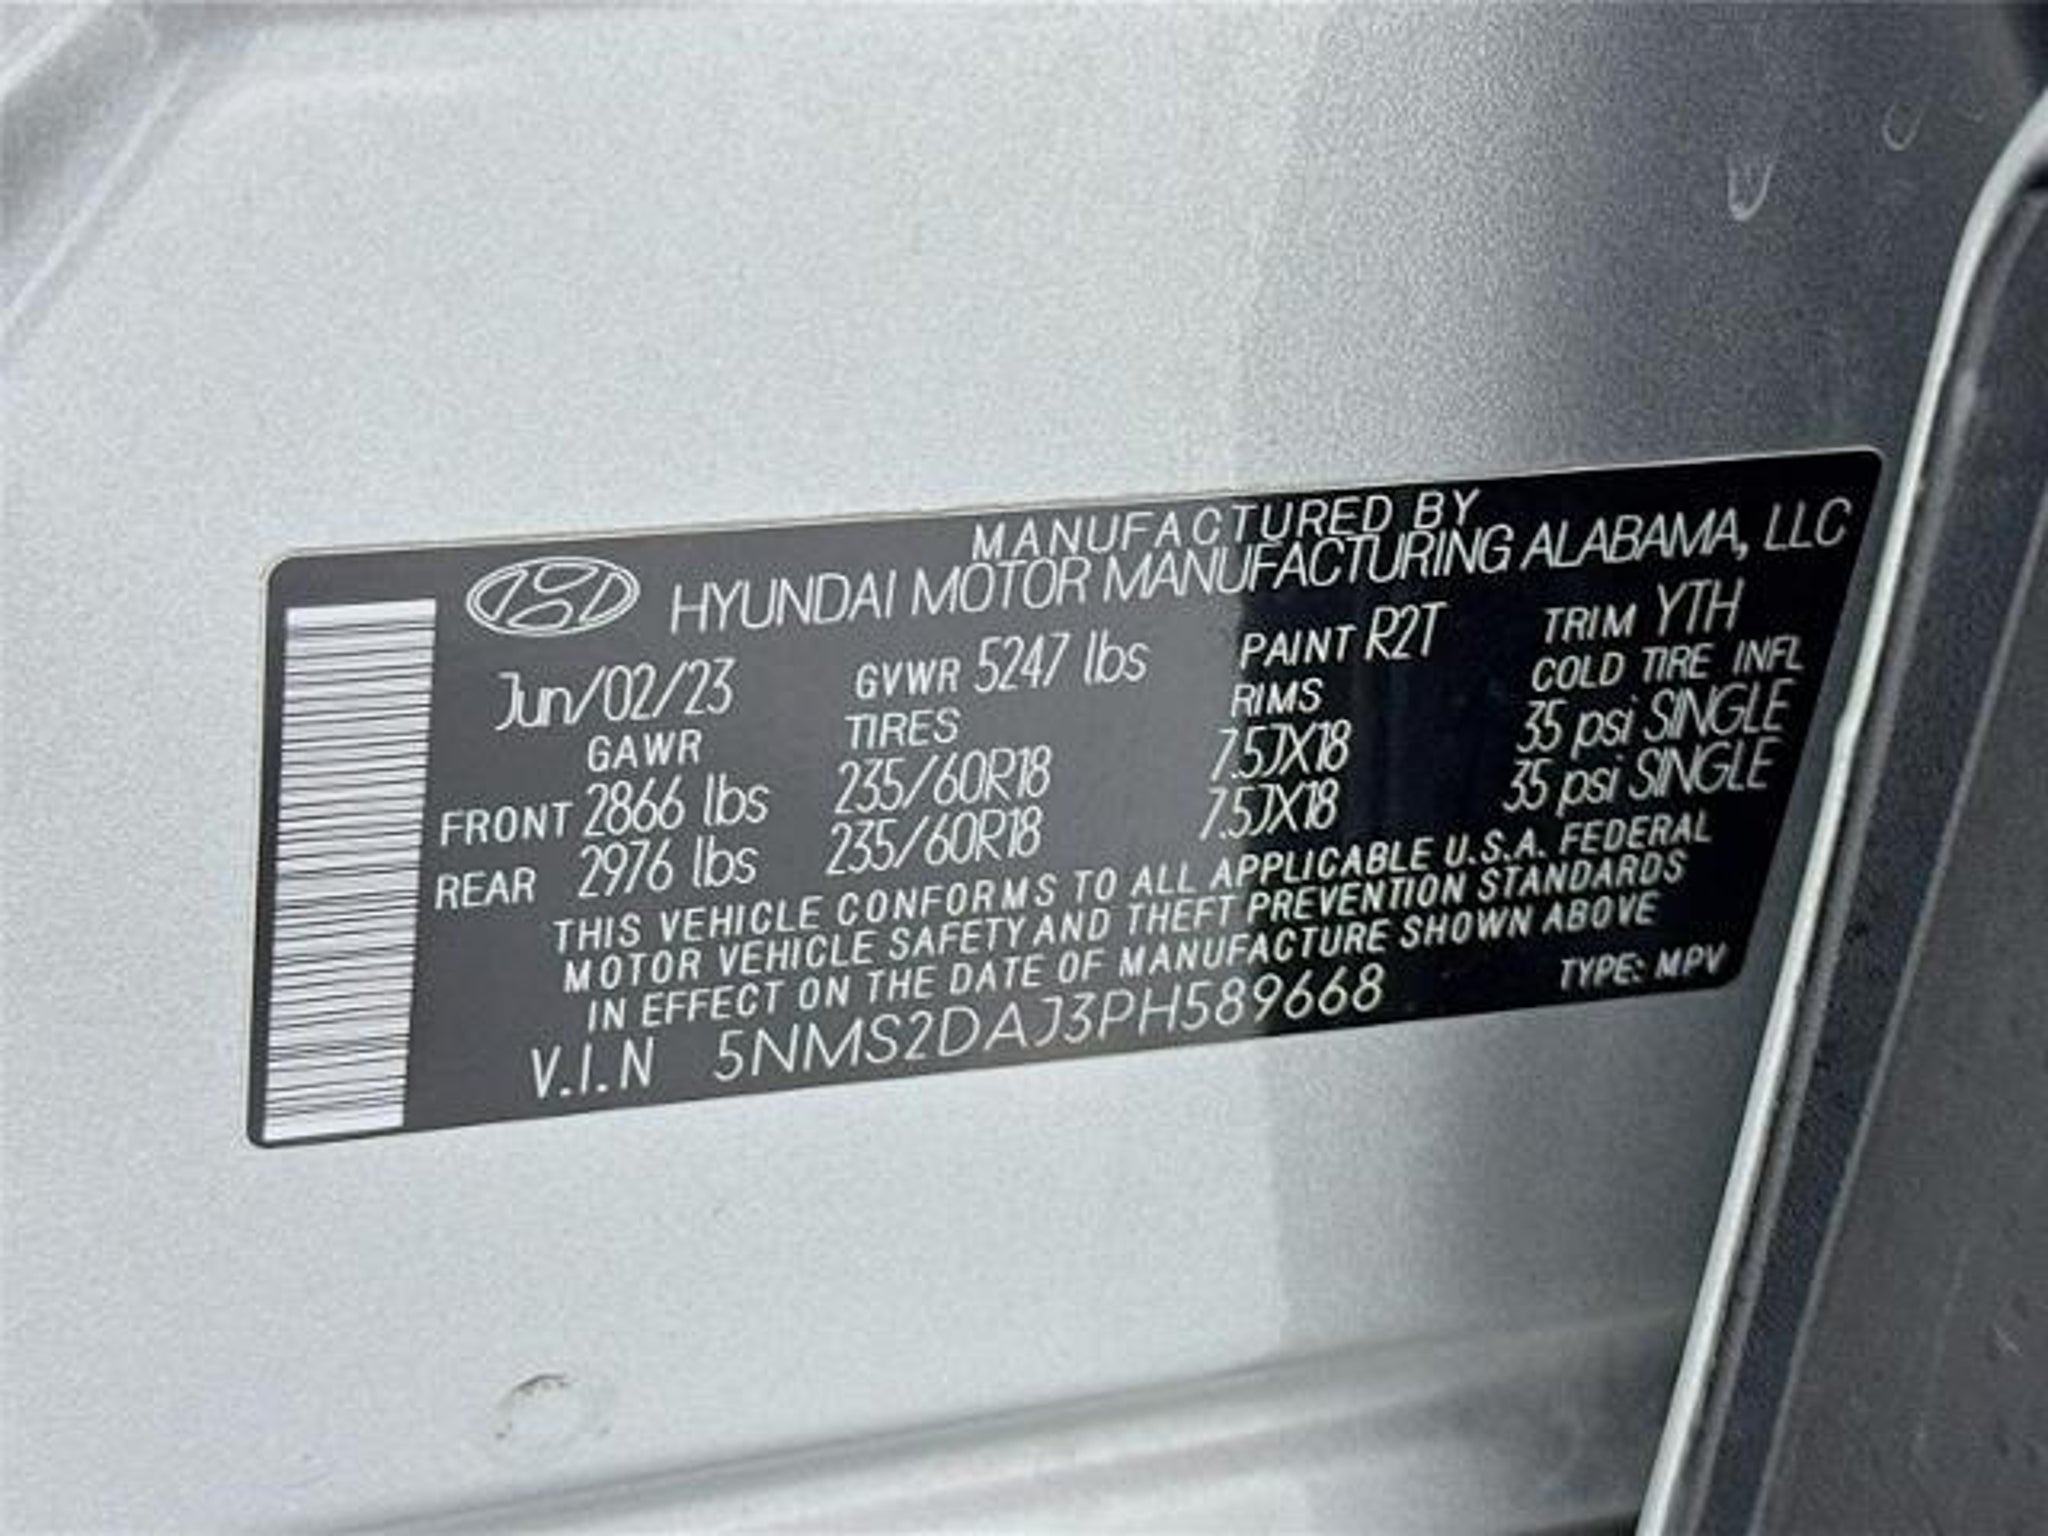 MANUFACTURED BY
HYUNDAI MOTOR MANUFACTURING ALABAMA, LLC
Jun/02/23 GVWR 5247 lbs PAINT R2T TRIM YTH
GAWR TIRES RIMS COLD TIRE INFL
FRONT 2866 lbs 235/60R18 7.5JX18 35 psi SINGLE
REAR 2976 lbs 235/60R18 7.5JX18 35 psi SINGLE
THIS VEHICLE CONFORMS TO ALL APPLICABLE U.S.A. FEDERAL
MOTOR VEHICLE SAFETY AND THEFT PREVENTION STANDARDS
IN EFFECT ON THE DATE OF MANUFACTURE SHOWN ABOVE
V.I.N 5NMS2DAJ3PH589668 TYPE: MPV